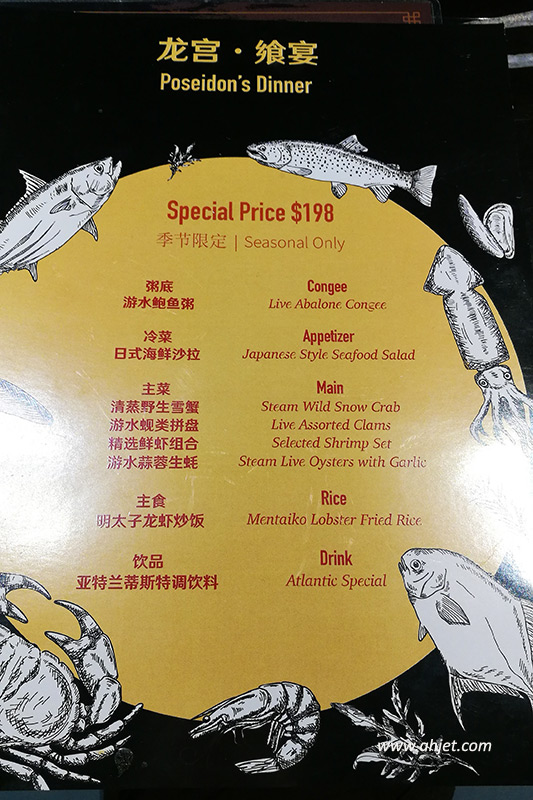 龙宫·飨宴
Poseidon's Dinner
Special Price $198
季节限定 | Seasonal Only
粥底 Congee
游水鲍鱼粥 Live Abalone Congee
冷菜 Appetizer
日式海鲜沙拉 Japanese Style Seafood Salad
主菜 Main
清蒸野生雪蟹 Steam Wild Snow Crab
游水蚬类拼盘 Live Assorted Clams
精选鲜虾组合 Selected Shrimp Set
游水蒜蓉生蚝 Steam Live Oysters with Garlic
主食 Rice
明太子龙虾炒饭 Mentaiko Lobster Fried Rice
饮品 Drink
亚特兰蒂斯特调饮料 Atlantic Special
www.ahjet.com